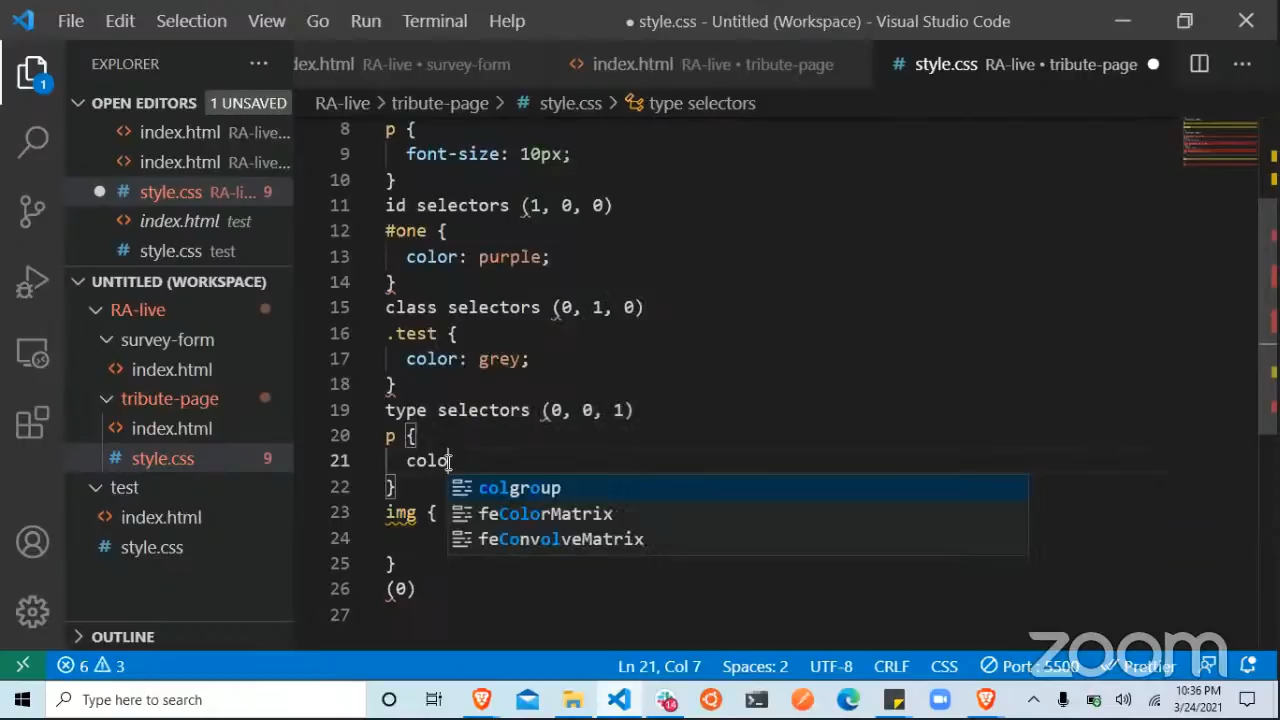 File Edit Selection View Go Run Terminal Help
● style.css - Untitled (Workspace) - Visual Studio Code
EXPLORER ···
dex.html RA-live • survey-form
index.html RA-live • tribute-page
# style.css RA-live • tribute-page
OPEN EDITORS 1 UNSAVED
index.html RA-live...
index.html RA-live...
# style.css RA-li... 9
index.html test
# style.css test
UNTITLED (WORKSPACE)
RA-live
survey-form
index.html
tribute-page
index.html
# style.css 9
test
index.html
# style.css
OUTLINE
1
RA-live > tribute-page > # style.css > type selectors
8 p {
9 font-size: 10px;
10 }
11 id selectors (1, 0, 0)
12 #one {
13 color: purple;
14 }
15 class selectors (0, 1, 0)
16 .test {
17 color: grey;
18 }
19 type selectors (0, 0, 1)
20 p {
21 colo
22 }
23 img {
24
25 }
26 (0)
27
colgroup
feColorMatrix
feConvolveMatrix
zoom
6 3 Ln 21, Col 7 Spaces: 2 UTF-8 CRLF CSS Port : 5500 Prettier
Type here to search
14
10:36 PM
3/24/2021